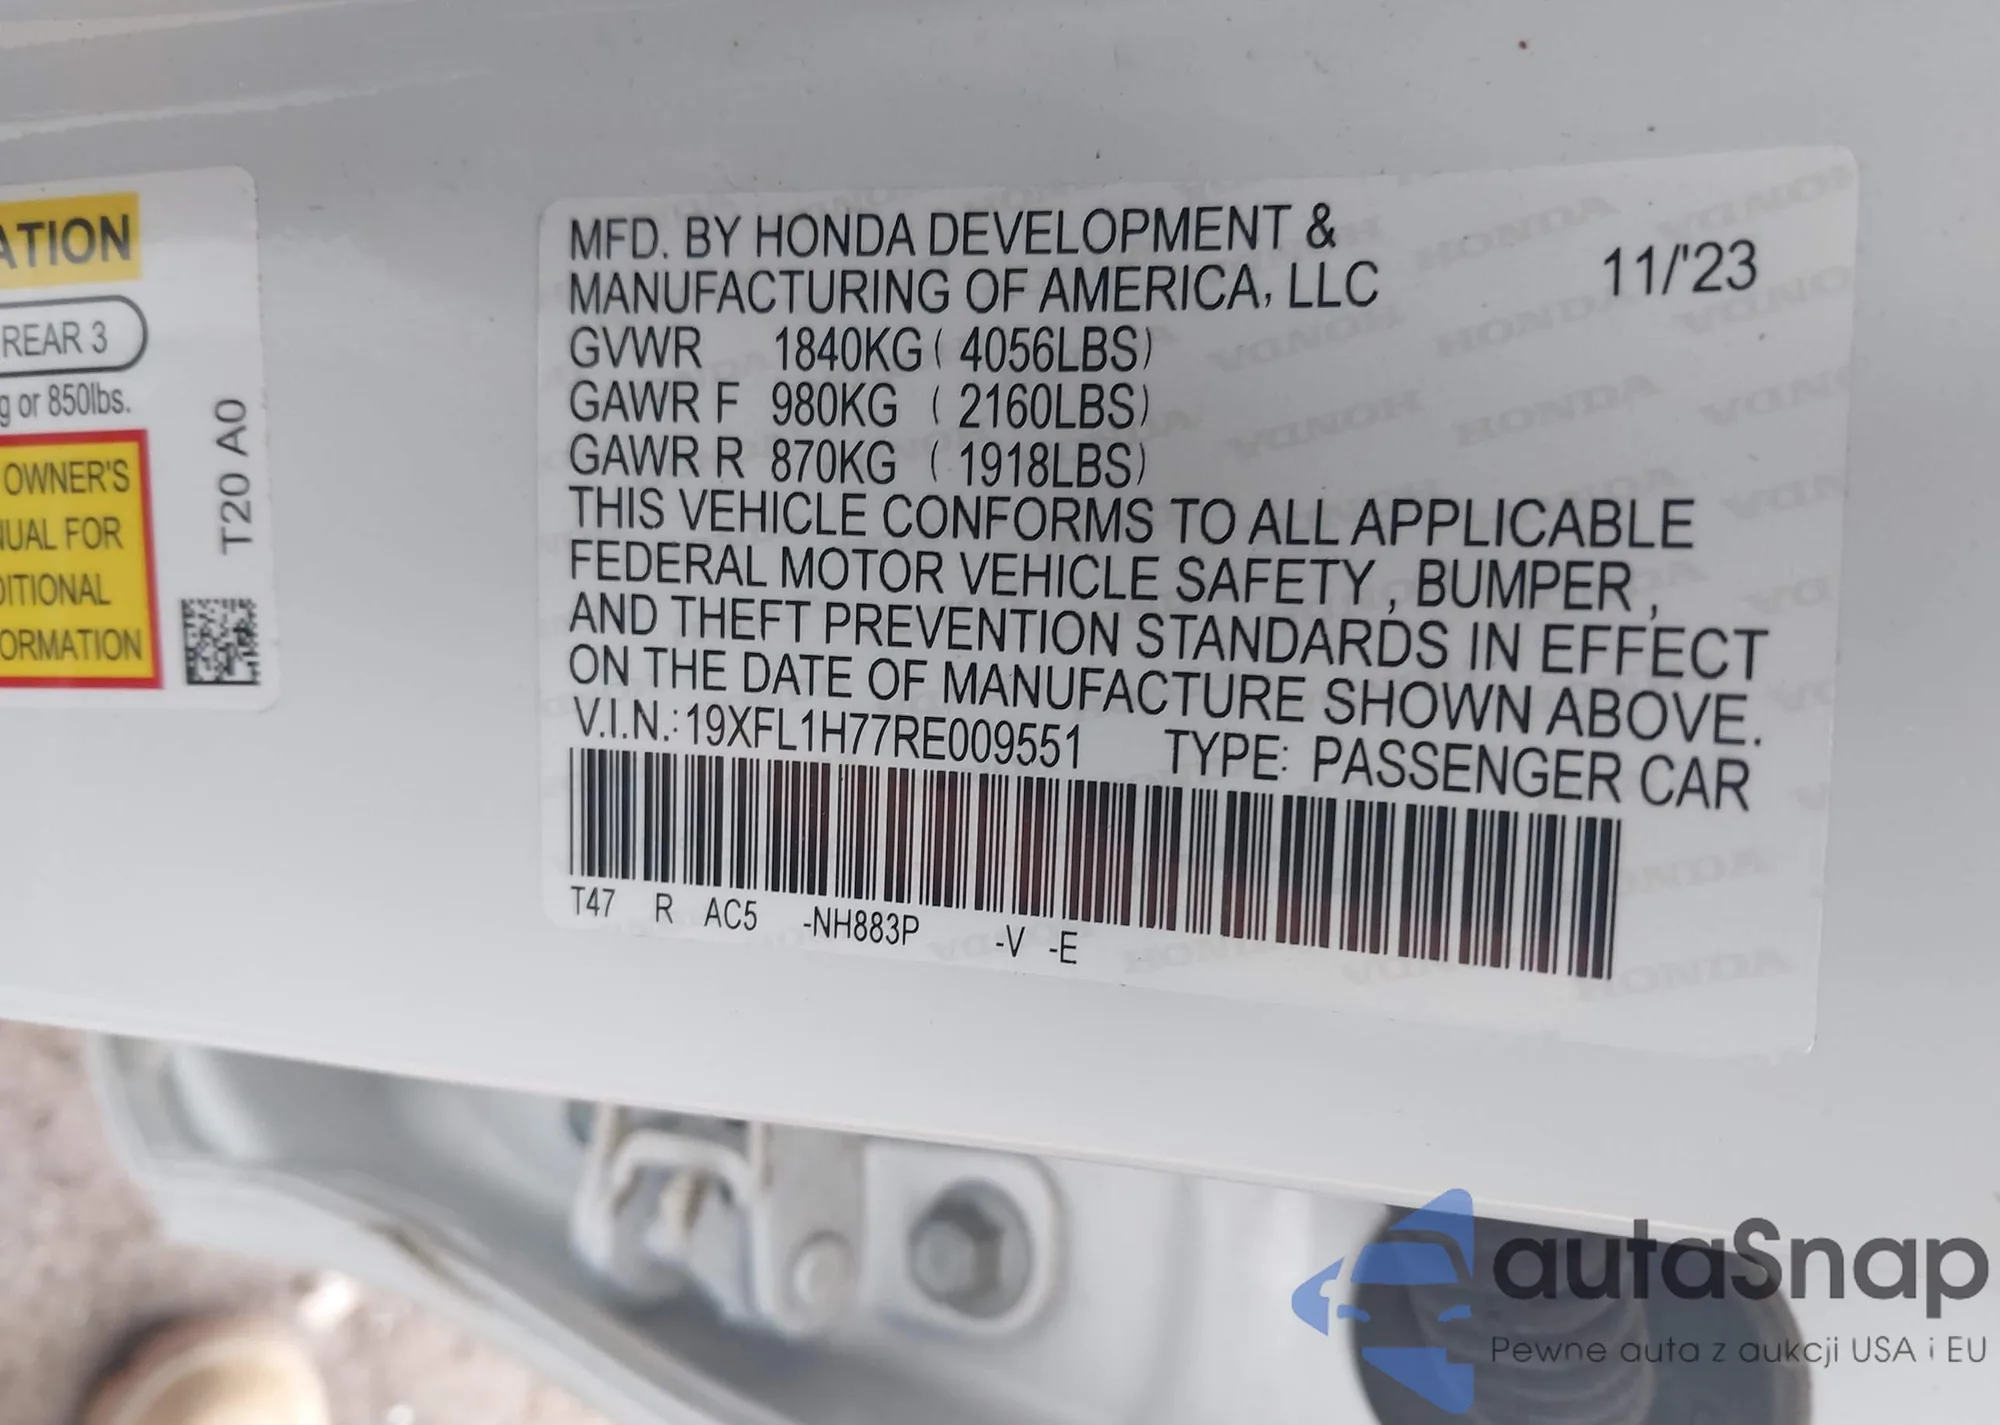 ATION
REAR 3
g or 850lbs.
OWNER'S
UAL FOR
DITIONAL
ORMATION
T20 A0
MFD. BY HONDA DEVELOPMENT &
MANUFACTURING OF AMERICA, LLC
11/'23
GVWR 1840KG ( 4056LBS)
GAWR F 980KG ( 2160LBS)
GAWR R 870KG ( 1918LBS)
THIS VEHICLE CONFORMS TO ALL APPLICABLE
FEDERAL MOTOR VEHICLE SAFETY , BUMPER ,
AND THEFT PREVENTION STANDARDS IN EFFECT
ON THE DATE OF MANUFACTURE SHOWN ABOVE.
V.I.N.: 19XFL1H77RE009551 TYPE: PASSENGER CAR
T47 R AC5 -NH883P -V -E
autaSnap
Pewne auta z aukcji USA i EU